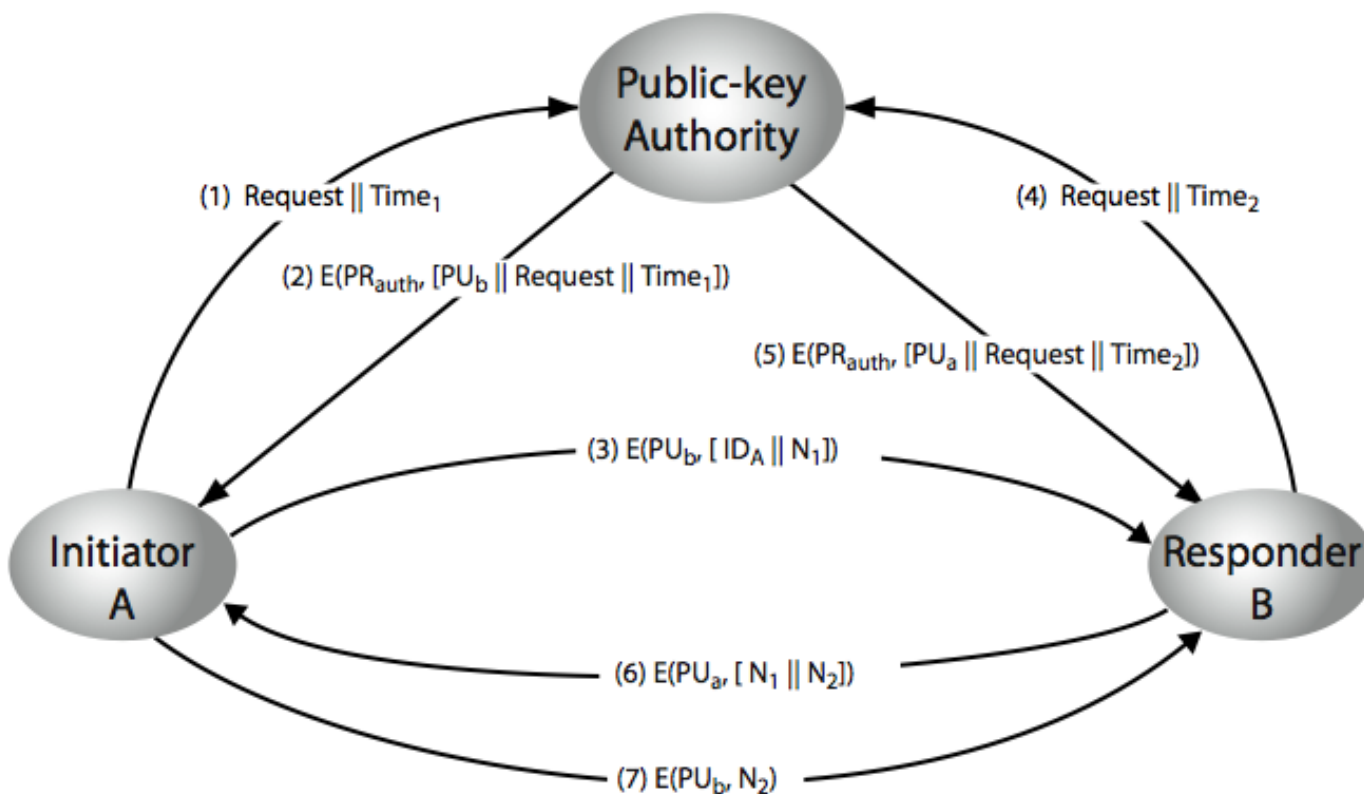 Public-key
Authority
(1) Request || Time₁
(4) Request || Time₂
(2) E(PRauth, [PUb || Request || Time₁])
(5) E(PRauth, [PUa || Request || Time₂])
(3) E(PUb, [ IDA || N₁])
Initiator
A
Responder
B
(6) E(PUa, [ N₁ || N₂])
(7) E(PUb, N₂)